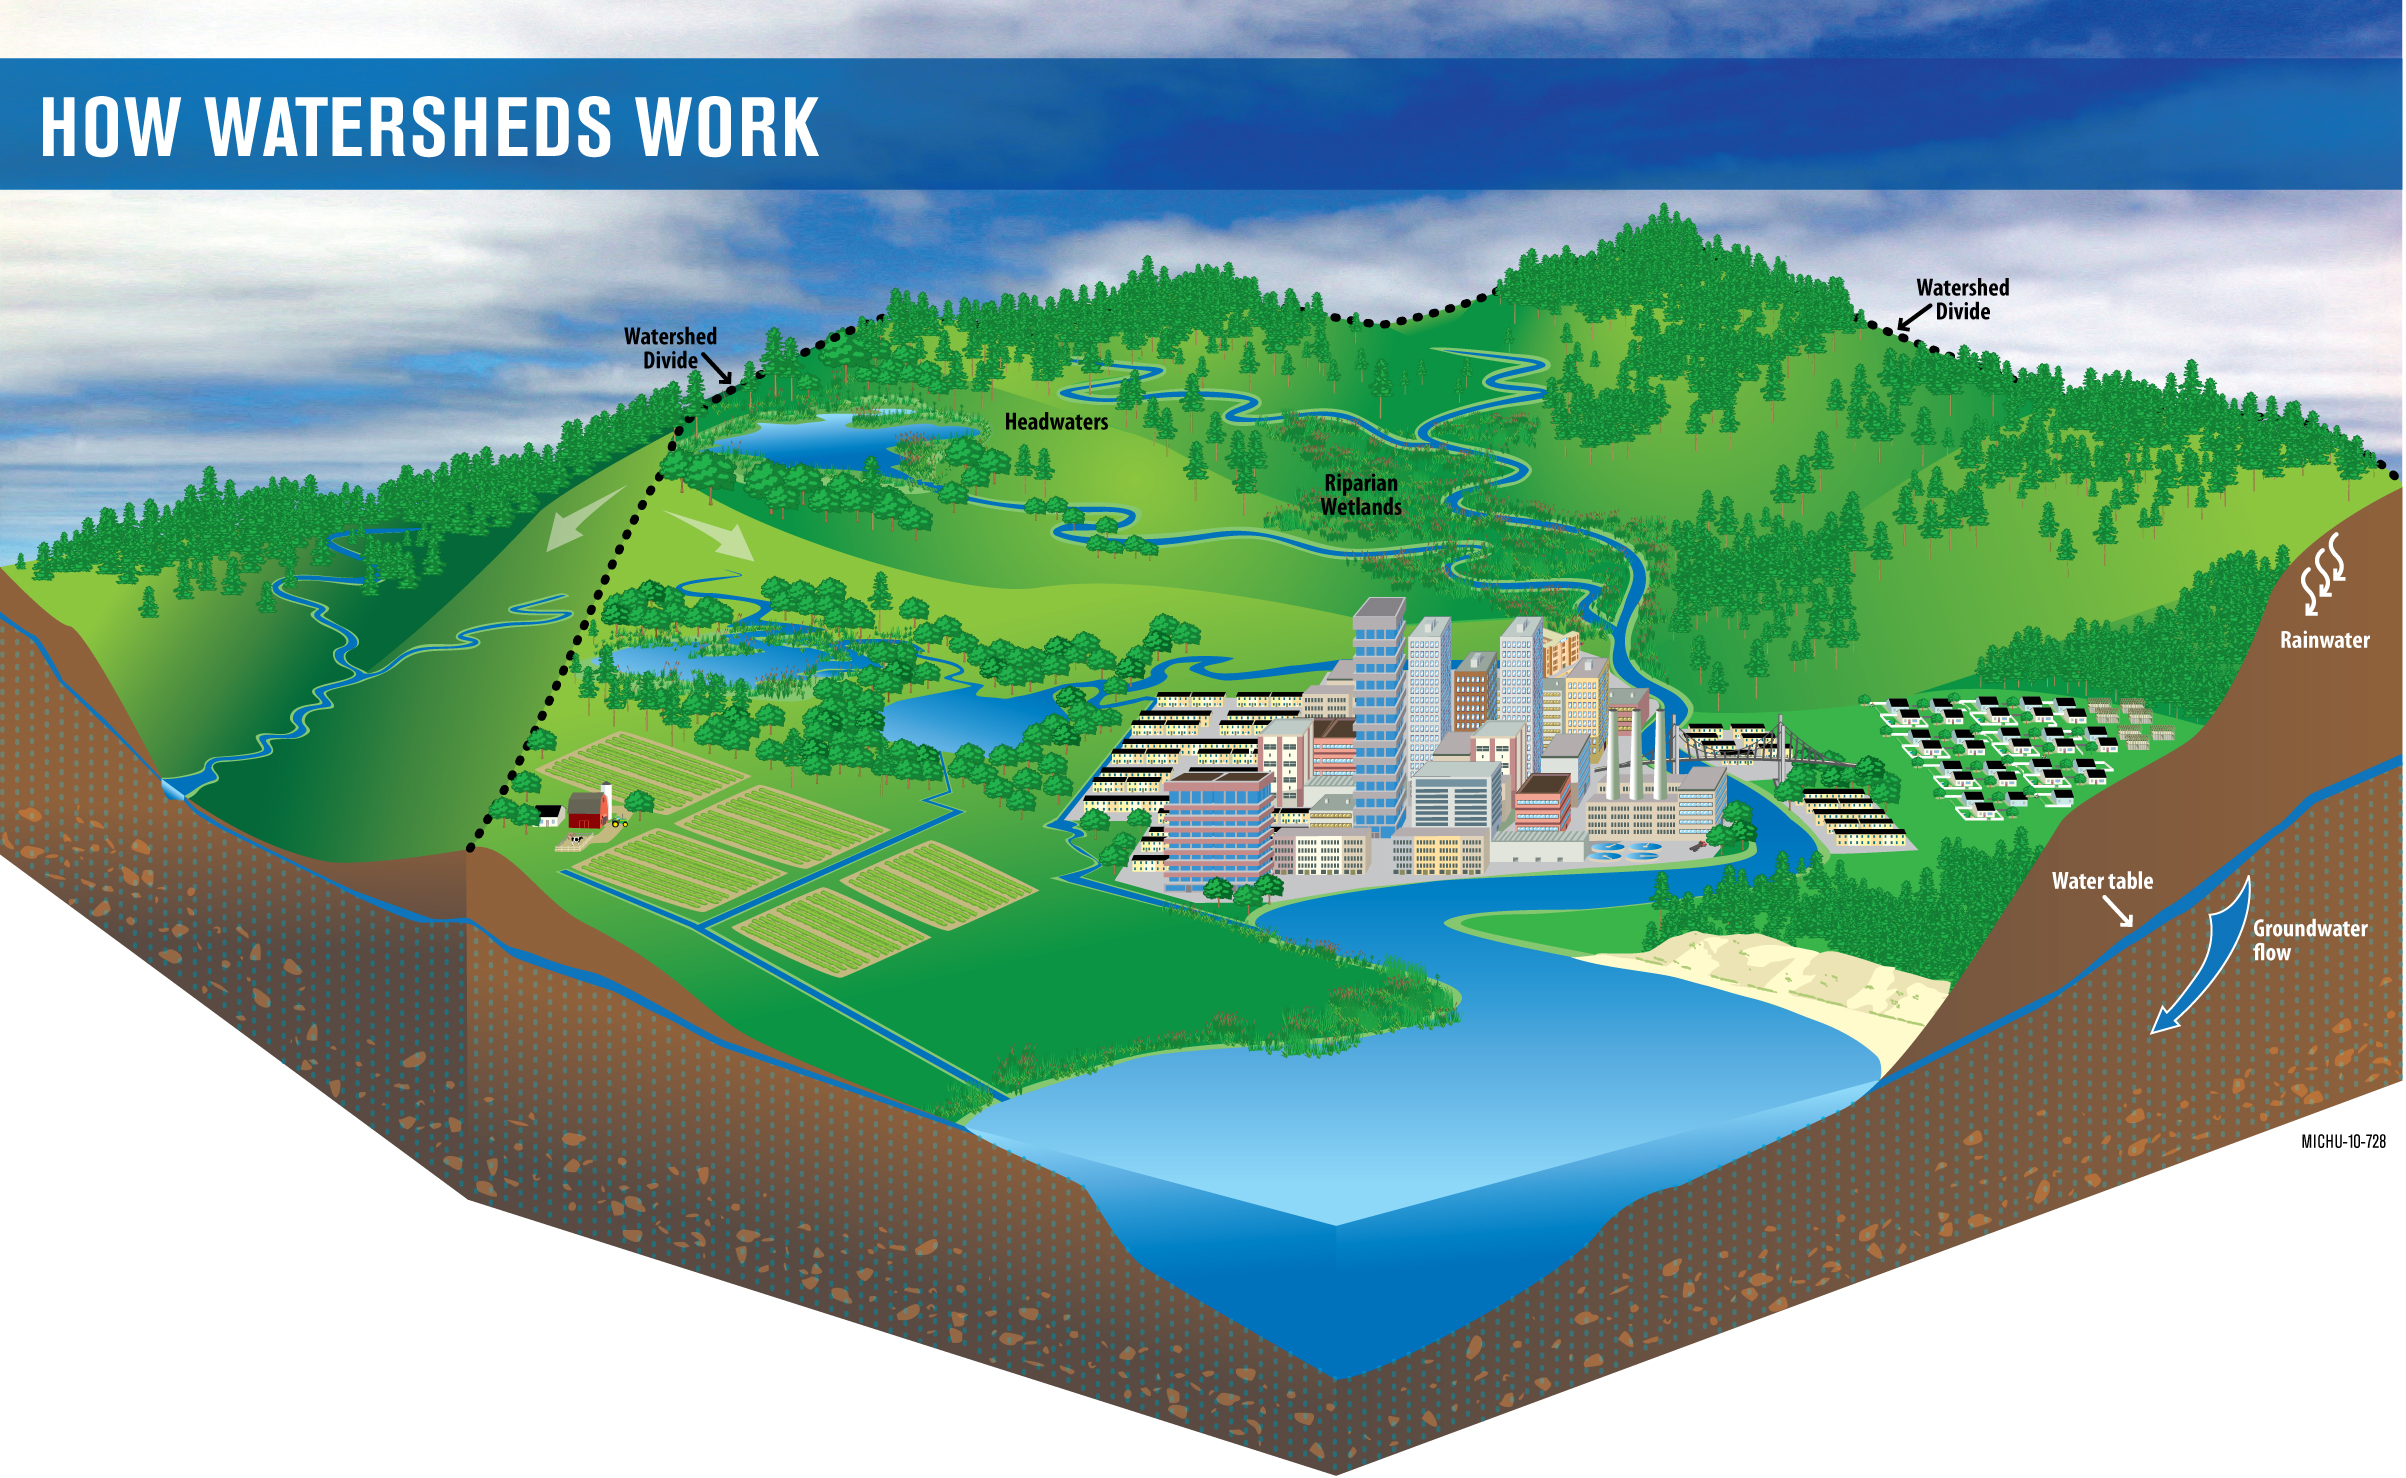 HOW WATERSHEDS WORK
Watershed
Divide
Watershed
Divide
Headwaters
Riparian
Wetlands
Rainwater
Water table
Groundwater
flow
MICHU-10-728